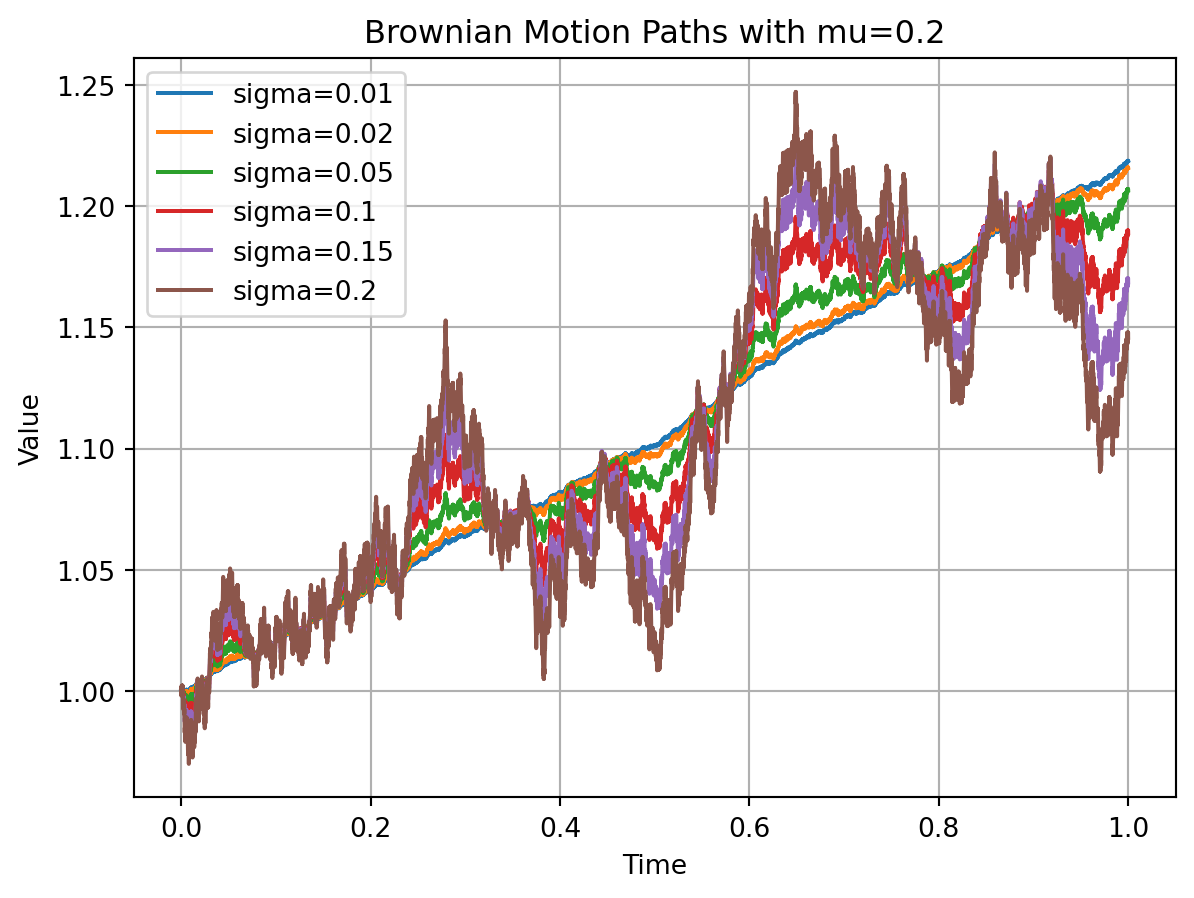 Brownian Motion Paths with mu=0.2
sigma=0.01
sigma=0.02
sigma=0.05
sigma=0.1
sigma=0.15
sigma=0.2
1.25
1.20
1.15
1.10
1.05
1.00
Value
0.0 0.2 0.4 0.6 0.8 1.0
Time